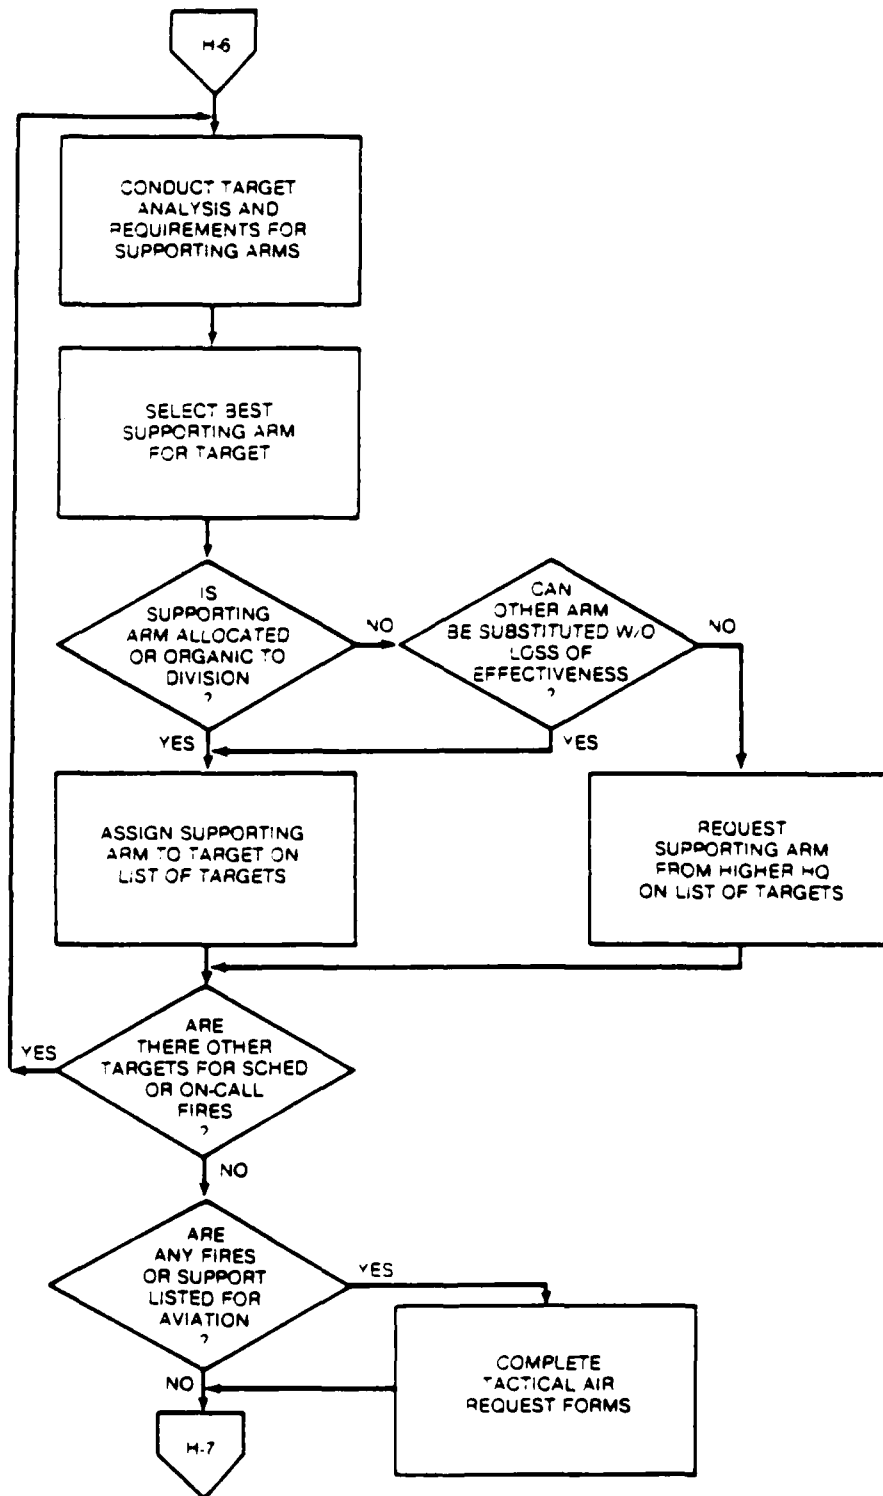 H-6
CONDUCT TARGET
ANALYSIS AND
REQUIREMENTS FOR
SUPPORTING ARMS
SELECT BEST
SUPPORTING ARM
FOR TARGET
IS
SUPPORTING
ARM ALLOCATED
OR ORGANIC TO
DIVISION
?
NO
CAN
OTHER ARM
BE SUBSTITUTED W/O
LOSS OF
EFFECTIVENESS
?
NO
YES
YES
ASSIGN SUPPORTING
ARM TO TARGET ON
LIST OF TARGETS
REQUEST
SUPPORTING ARM
FROM HIGHER HQ
ON LIST OF TARGETS
ARE
THERE OTHER
TARGETS FOR SCHED
OR ON-CALL
FIRES
?
YES
NO
ARE
ANY FIRES
OR SUPPORT
LISTED FOR
AVIATION
?
YES
NO
COMPLETE
TACTICAL AIR
REQUEST FORMS
H-7